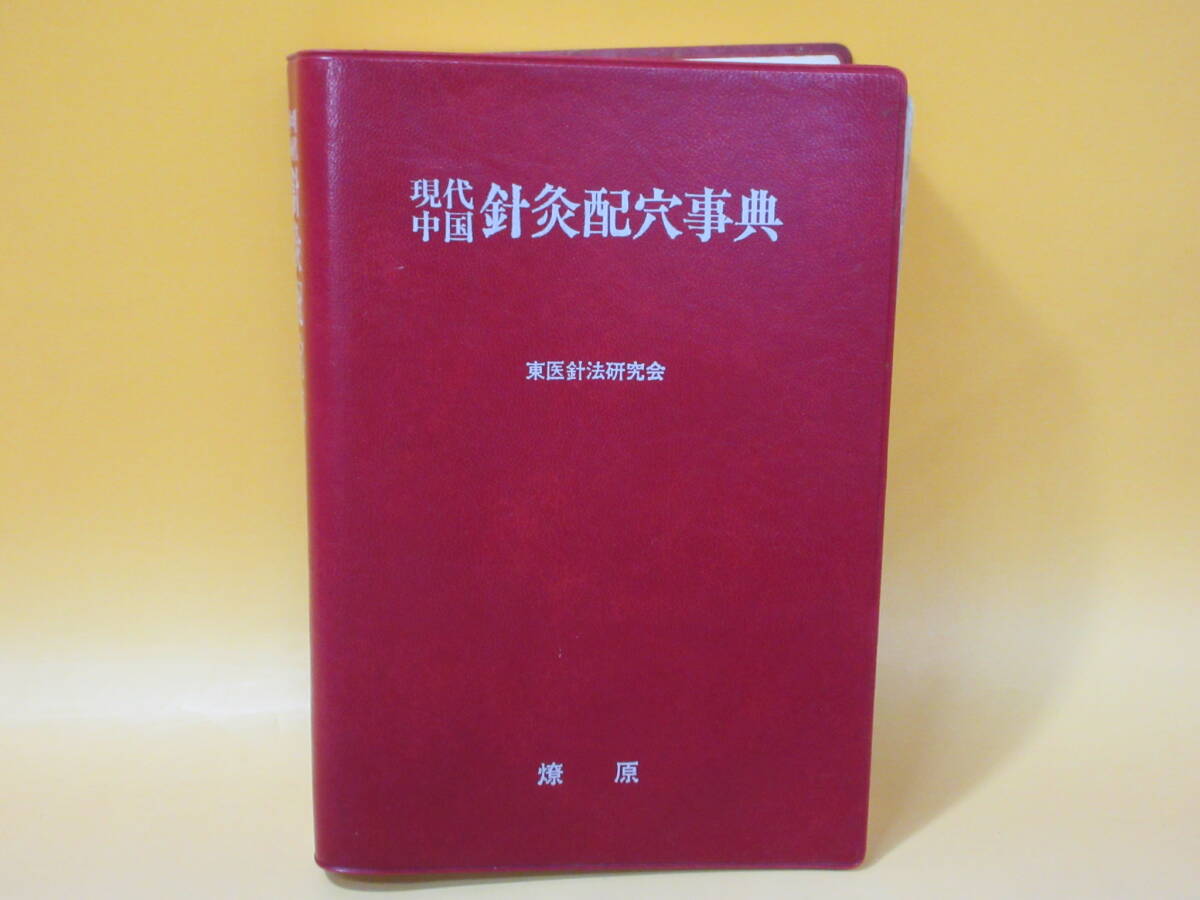 現代
中国
針灸配穴事典
東医針法研究会
燎 原